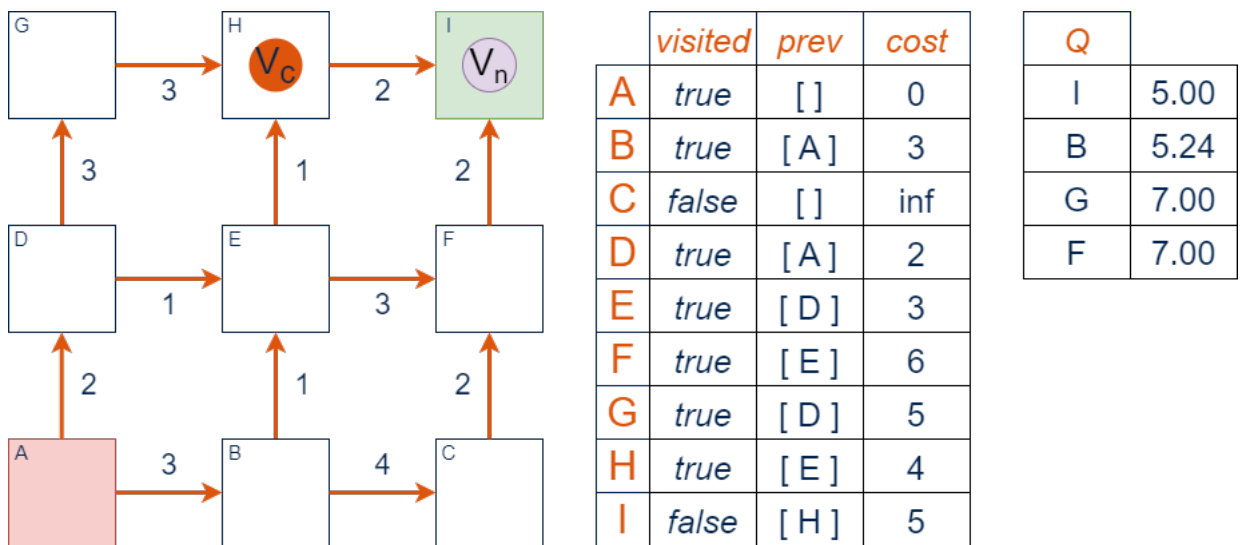 G
H
I
V_c
V_n
3
2
3
1
2
D
E
F
1
3
2
1
2
A
B
C
3
4
visited prev cost
A true [ ] 0
B true [ A ] 3
C false [ ] inf
D true [ A ] 2
E true [ D ] 3
F true [ E ] 6
G true [ D ] 5
H true [ E ] 4
I false [ H ] 5
Q
I 5.00
B 5.24
G 7.00
F 7.00